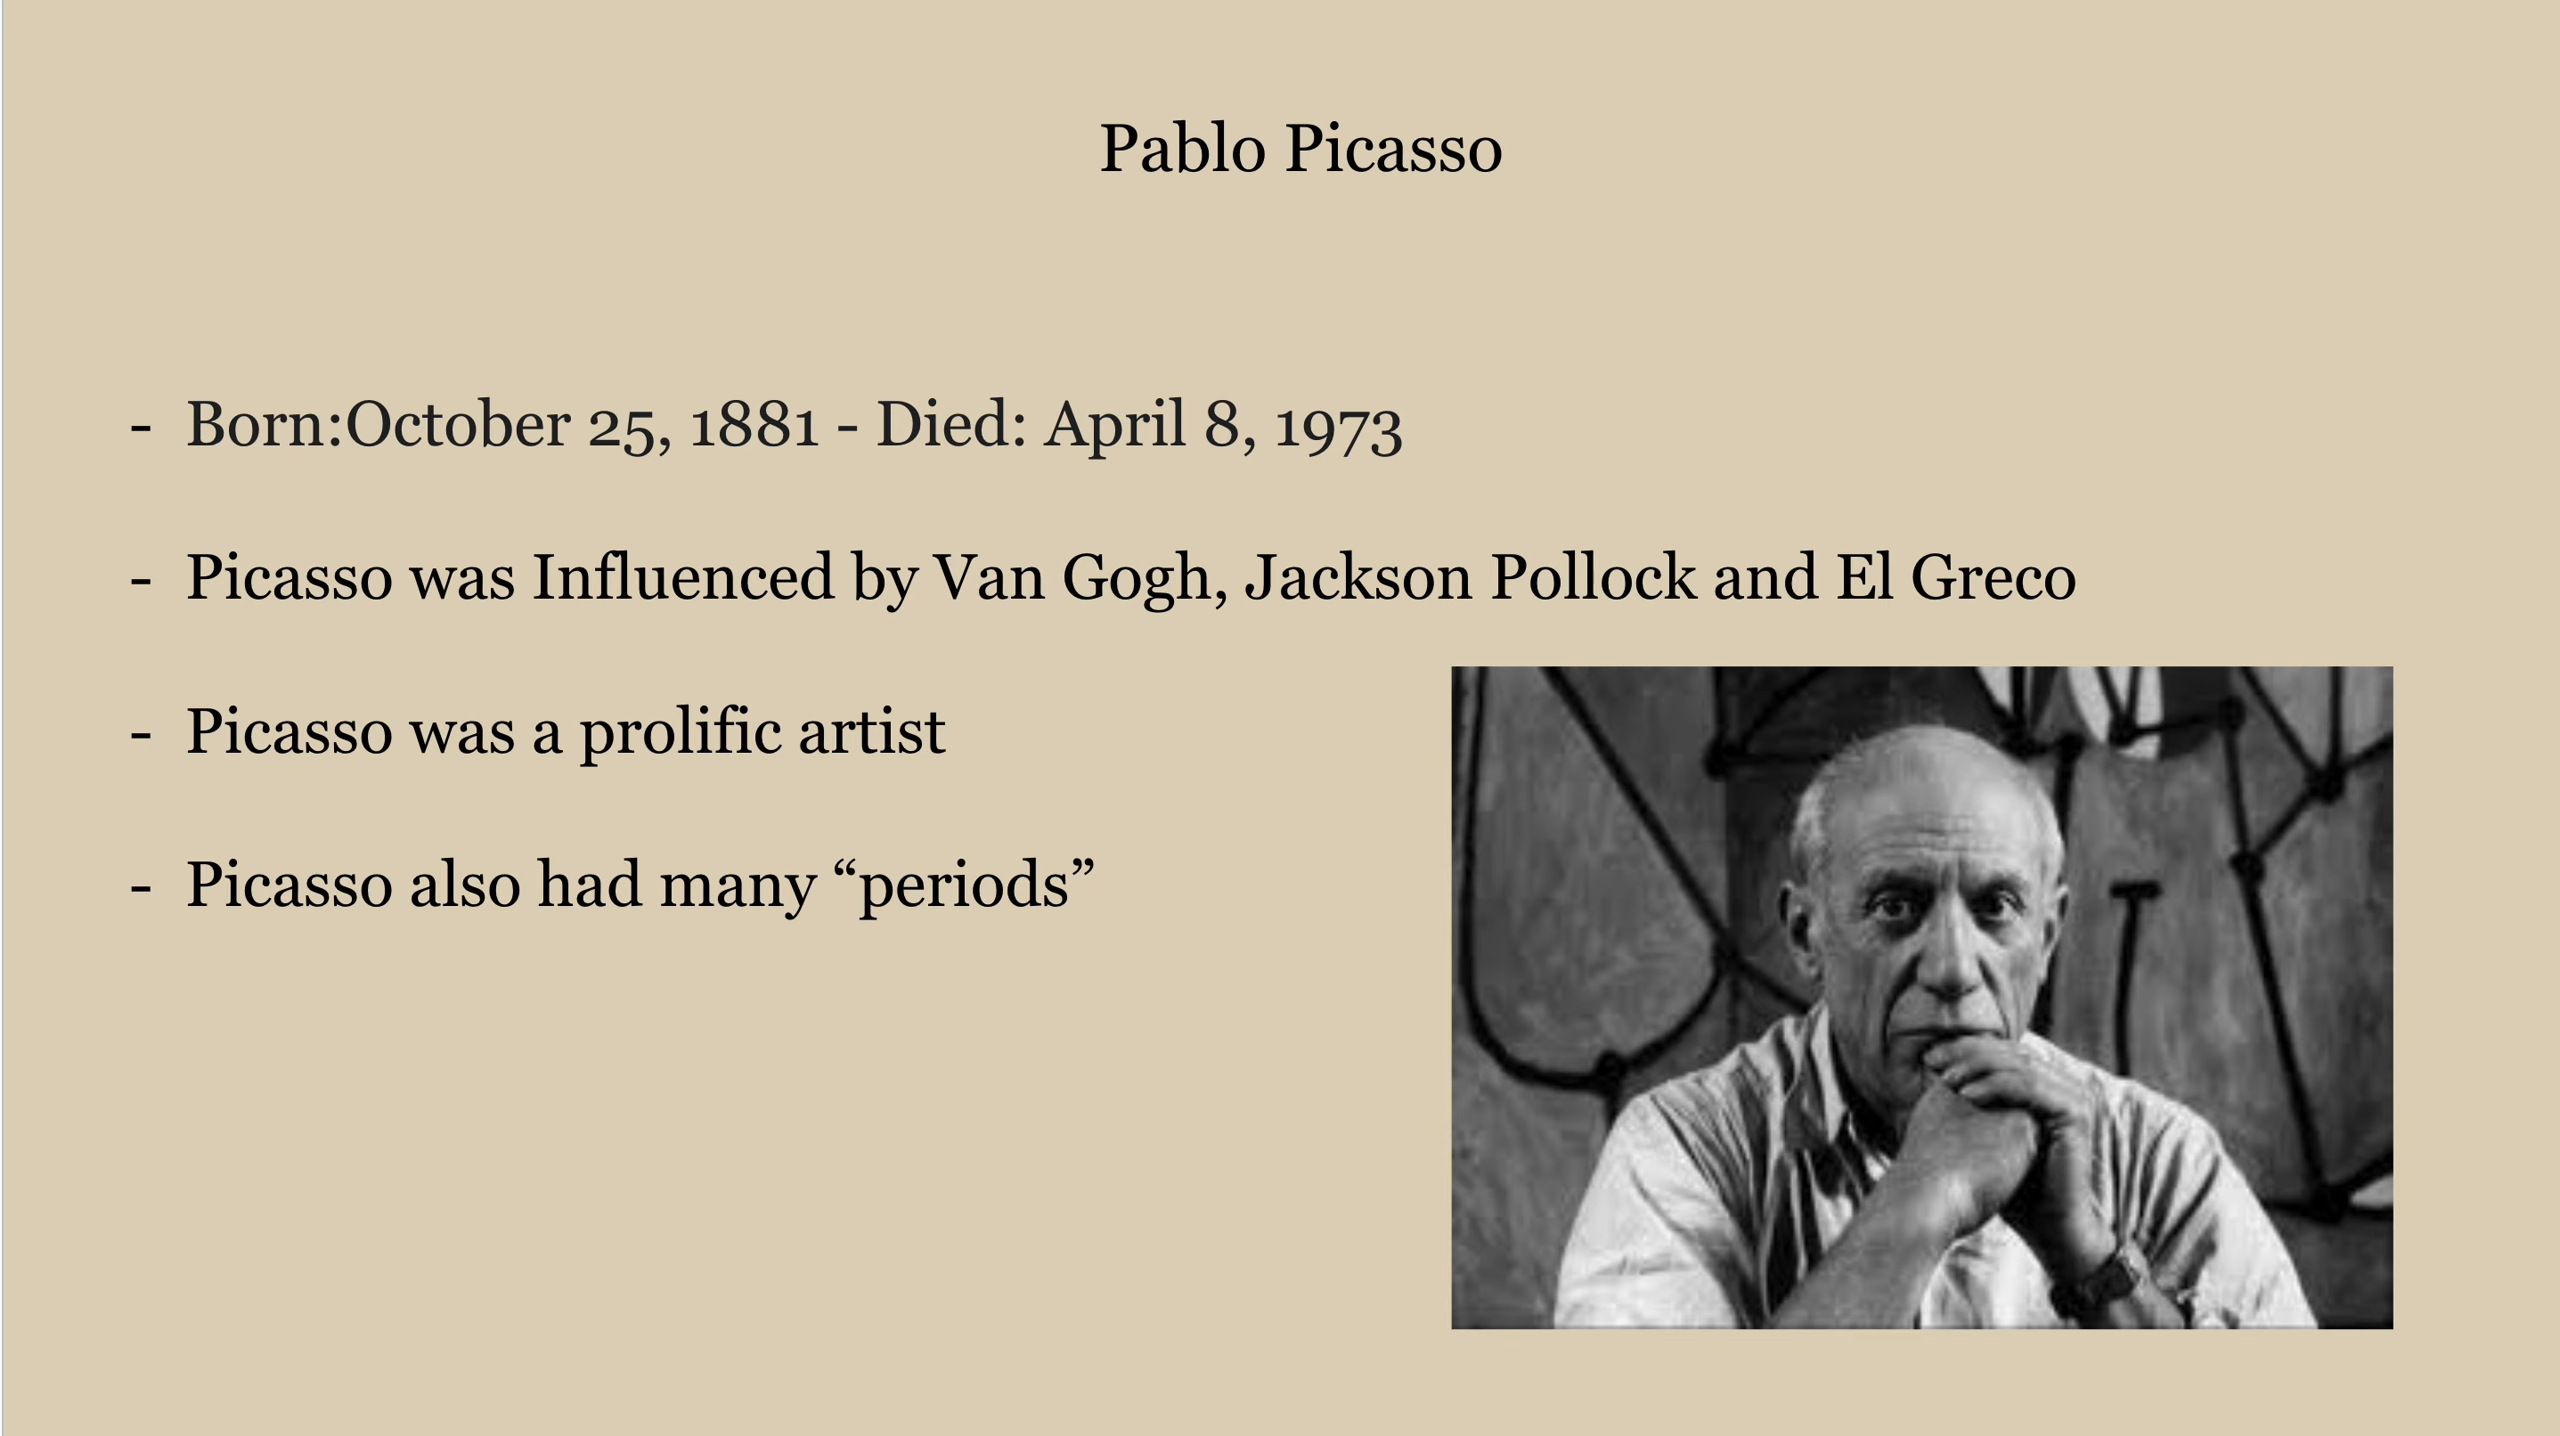 Pablo Picasso
- Born:October 25, 1881 - Died: April 8, 1973
- Picasso was Influenced by Van Gogh, Jackson Pollock and El Greco
- Picasso was a prolific artist
- Picasso also had many “periods”